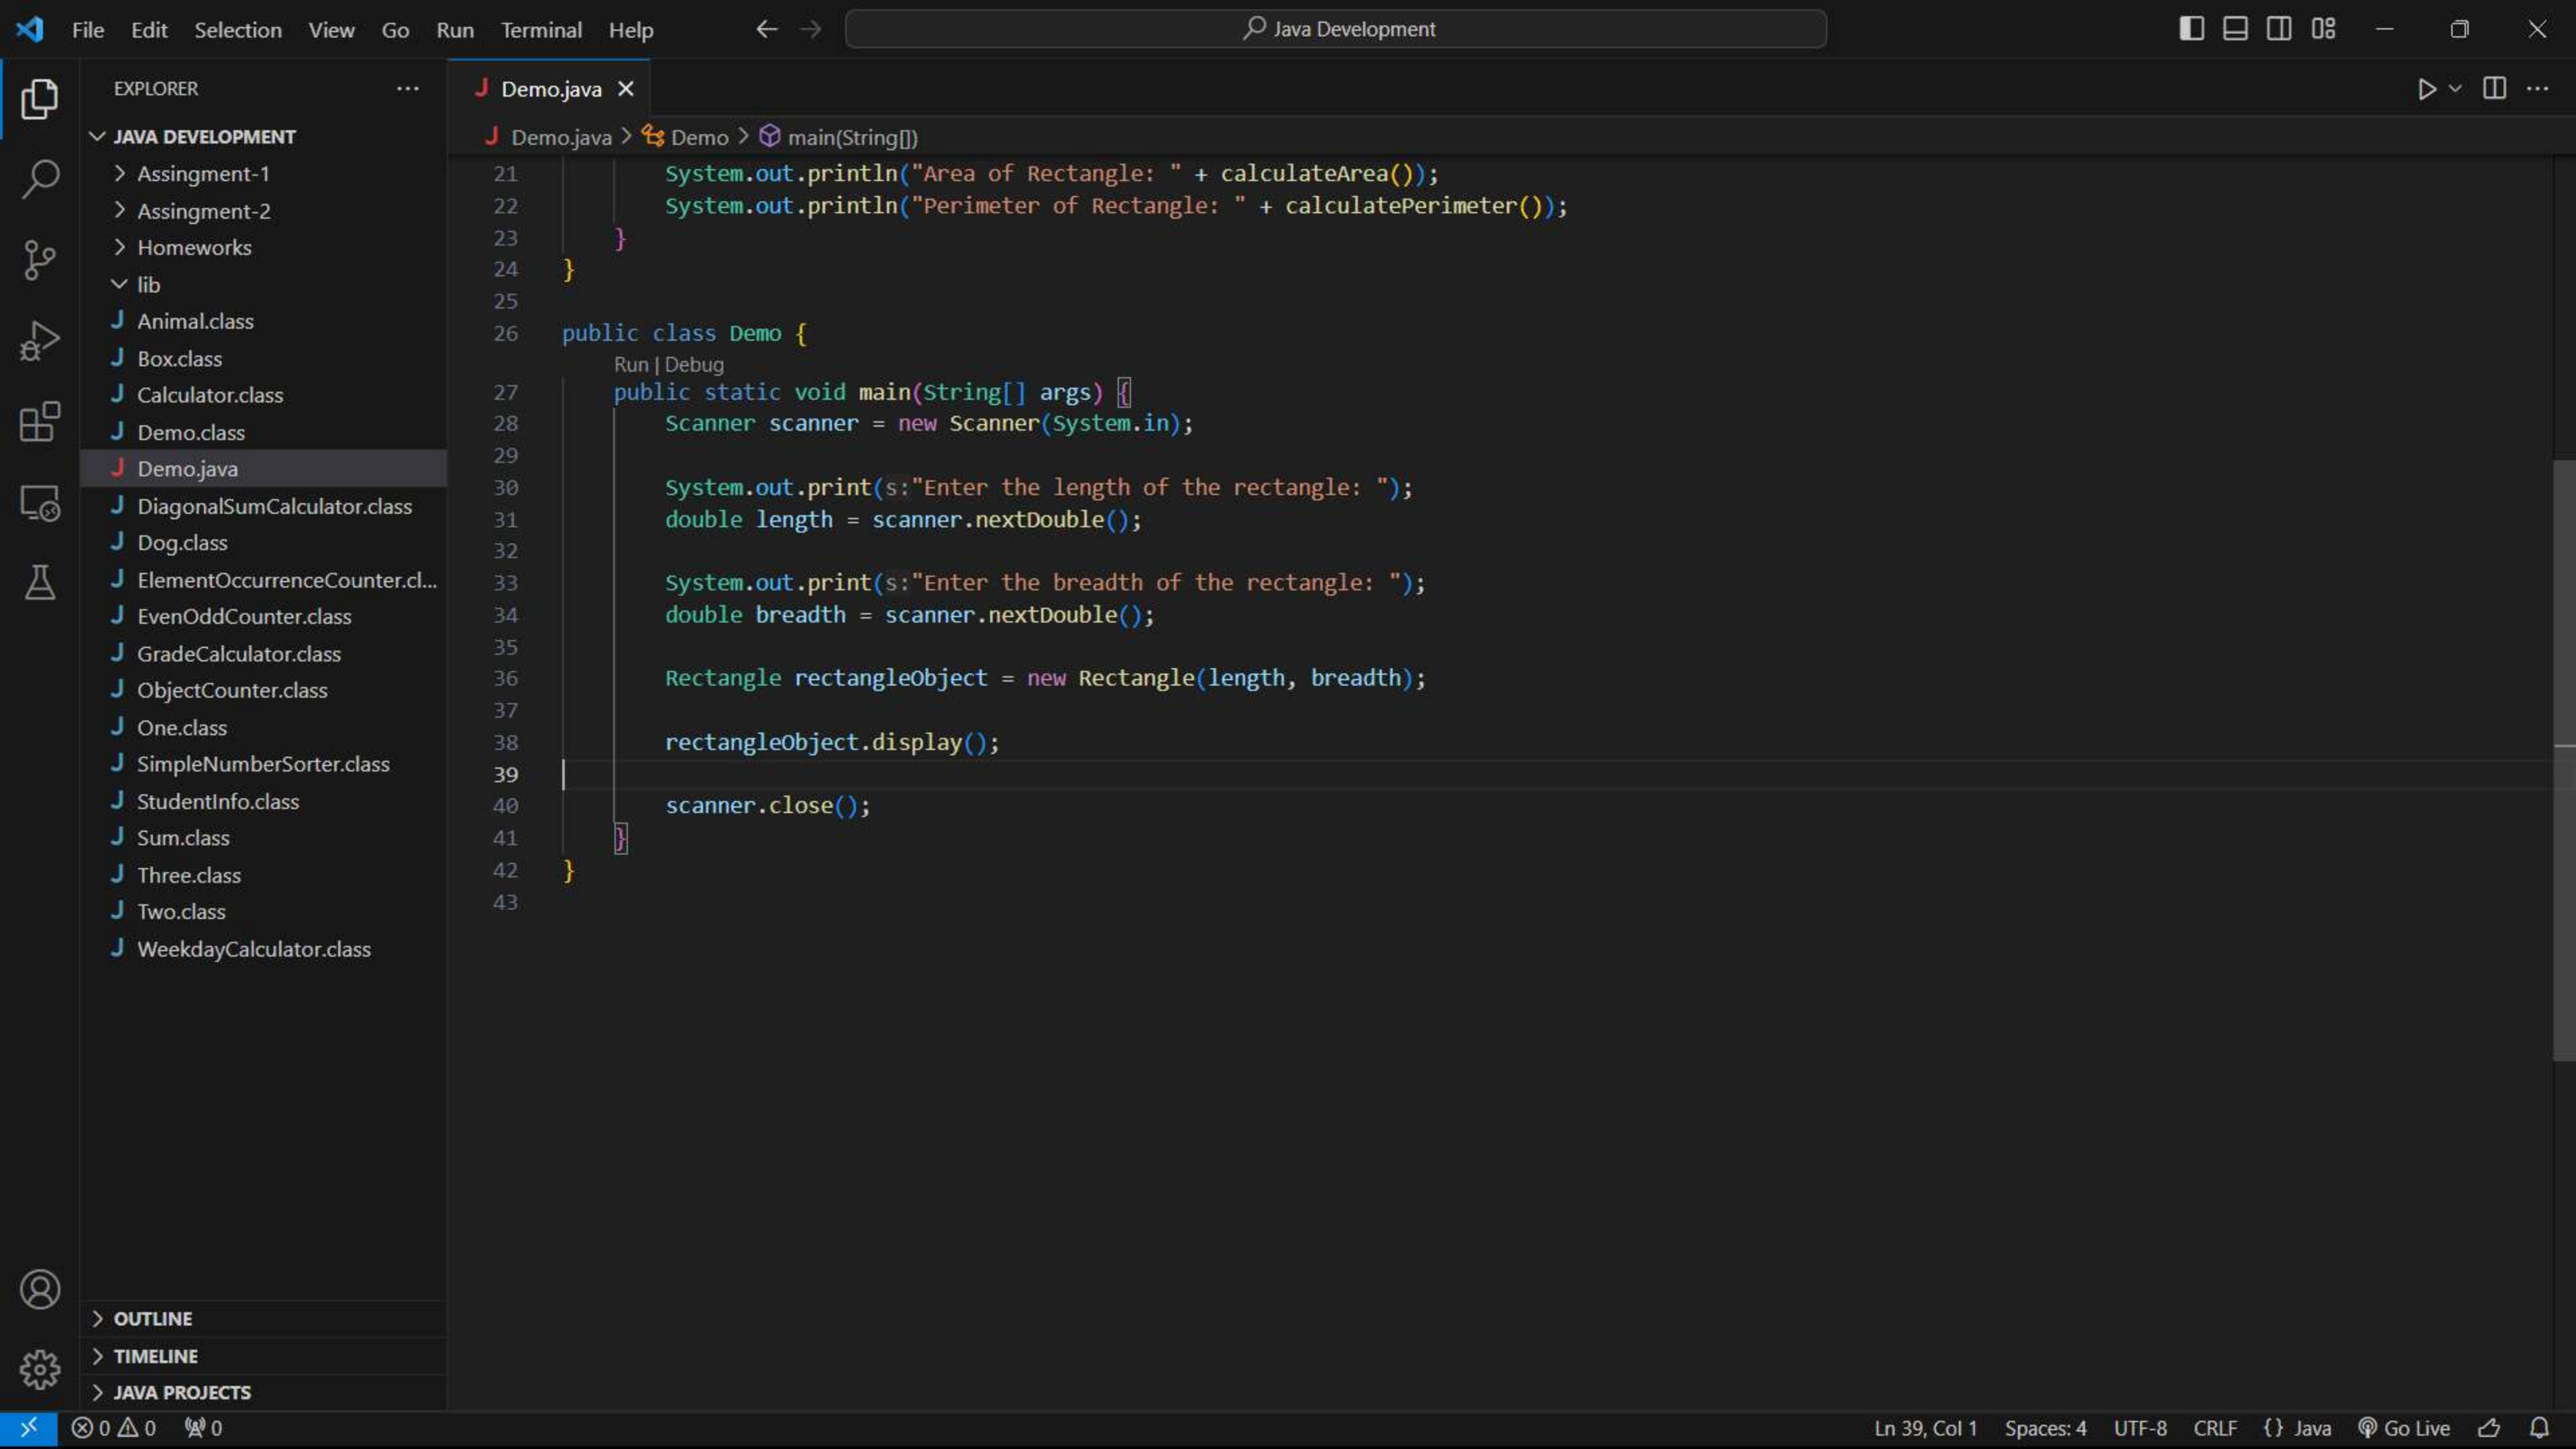 File Edit Selection View Go Run Terminal Help
Java Development
EXPLORER
JAVA DEVELOPMENT
Assingment-1
Assingment-2
Homeworks
lib
Animal.class
Box.class
Calculator.class
Demo.class
Demo.java
DiagonalSumCalculator.class
Dog.class
ElementOccurrenceCounter.cl...
EvenOddCounter.class
GradeCalculator.class
ObjectCounter.class
One.class
SimpleNumberSorter.class
StudentInfo.class
Sum.class
Three.class
Two.class
WeekdayCalculator.class
OUTLINE
TIMELINE
JAVA PROJECTS
Demo.java
Demo.java > Demo > main(String[])
21 System.out.println("Area of Rectangle: " + calculateArea());
22 System.out.println("Perimeter of Rectangle: " + calculatePerimeter());
23 }
24 }
25
26 public class Demo {
Run | Debug
27 public static void main(String[] args) {
28 Scanner scanner = new Scanner(System.in);
29
30 System.out.print(s:"Enter the length of the rectangle: ");
31 double length = scanner.nextDouble();
32
33 System.out.print(s:"Enter the breadth of the rectangle: ");
34 double breadth = scanner.nextDouble();
35
36 Rectangle rectangleObject = new Rectangle(length, breadth);
37
38 rectangleObject.display();
39
40 scanner.close();
41 }
42 }
43
0 0 0 Ln 39, Col 1 Spaces: 4 UTF-8 CRLF {} Java Go Live